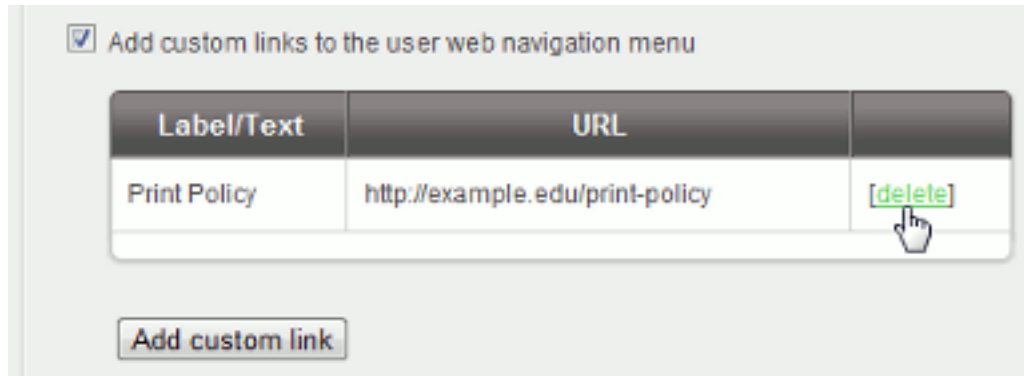 Add custom links to the user web navigation menu
Label/Text URL
Print Policy http://example.edu/print-policy [delete]
Add custom link